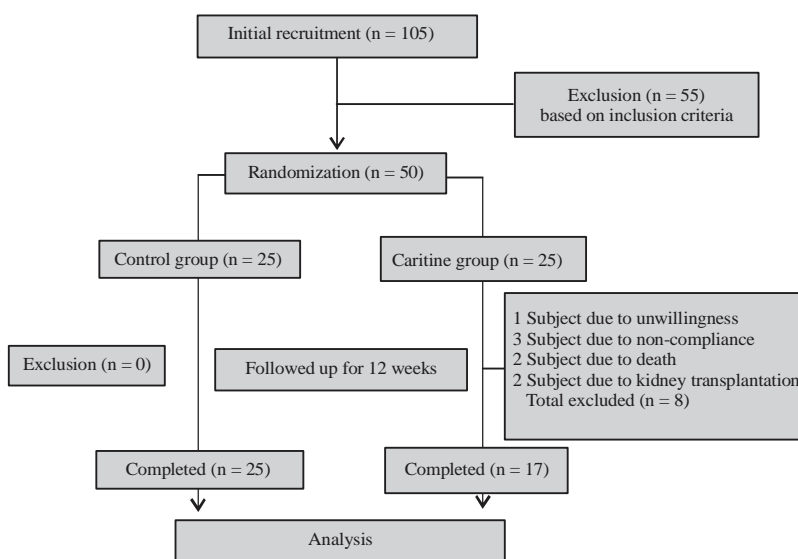 Initial recruitment (n = 105)
Exclusion (n = 55)
based on inclusion criteria
Randomization (n = 50)
Control group (n = 25)
Caritine group (n = 25)
1 Subject due to unwillingness
3 Subject due to non-compliance
2 Subject due to death
2 Subject due to kidney transplantation
Total excluded (n = 8)
Exclusion (n = 0)
Followed up for 12 weeks
Completed (n = 25)
Completed (n = 17)
Analysis